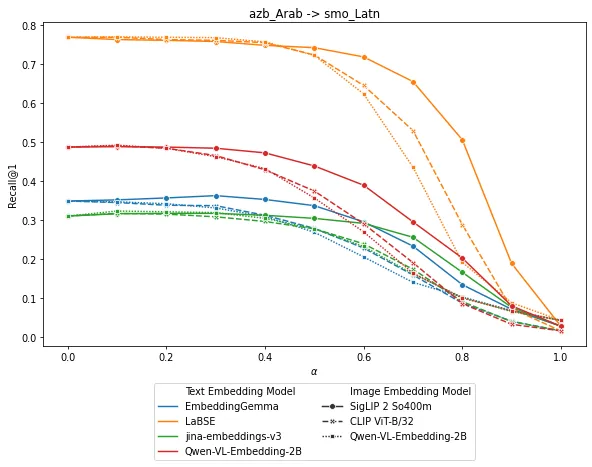 azb_Arab -> smo_Latn
Recall@1
0.8
0.7
0.6
0.5
0.4
0.3
0.2
0.1
0.0
0.0 0.2 0.4 0.6 0.8 1.0
α
Text Embedding Model Image Embedding Model
EmbeddingGemma SigLIP 2 So400m
LaBSE CLIP ViT-B/32
jina-embeddings-v3 Qwen-VL-Embedding-2B
Qwen-VL-Embedding-2B